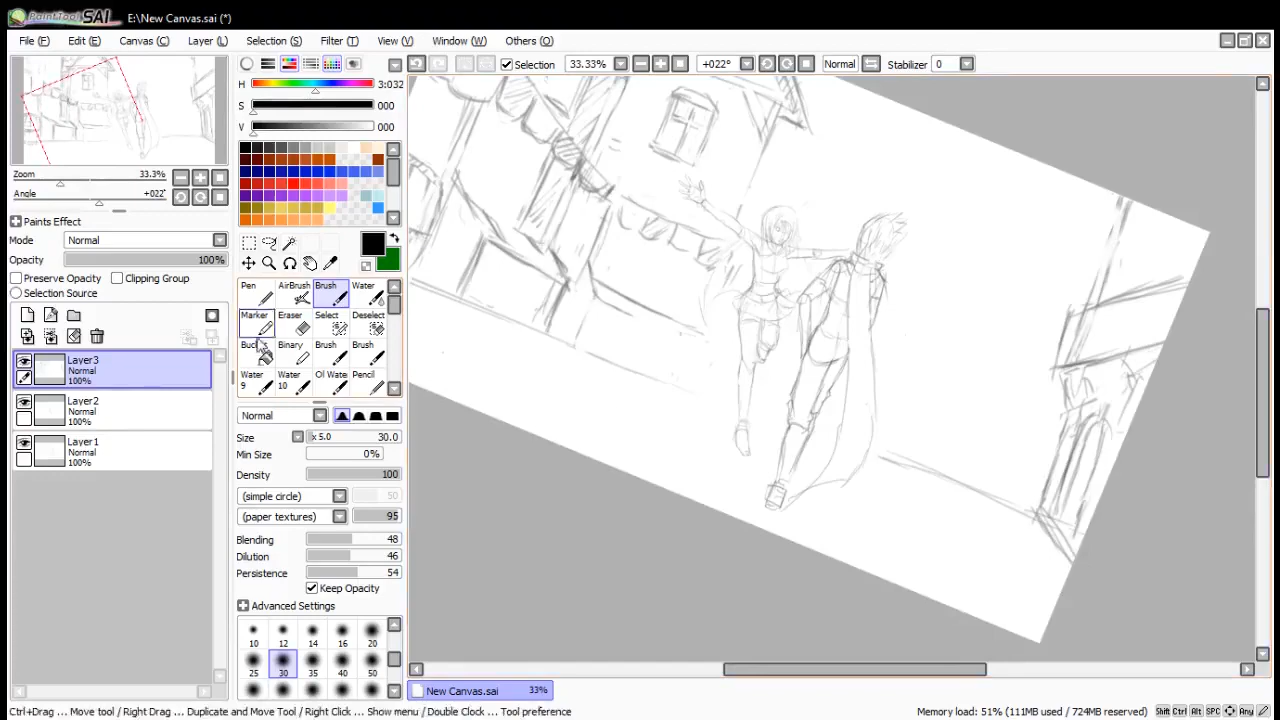 PaintTool SAI E:\New Canvas.sai (*)
File (F) Edit (E) Canvas (C) Layer (L) Selection (S) Filter (T) View (V) Window (W) Others (O)
Selection 33.33% +022° Normal Stabilizer 0
H 3:032
S 000
V 000
Zoom 33.3%
Angle +022°
Paints Effect
Mode Normal
Opacity 100%
Preserve Opacity Clipping Group
Selection Source
Layer3
Normal
100%
Layer2
Normal
100%
Layer1
Normal
100%
Pen AirBrush Brush Water
Marker Eraser Select Deselect
Binary Brush Brush
Water 9 Water 10 Ol Water Pencil
Normal
Size x 5.0 30.0
Min Size 0%
Density 100
(simple circle) 50
(paper textures) 95
Blending 48
Dilution 46
Persistence 54
Keep Opacity
Advanced Settings
10 12 14 16 20
25 30 35 40 50
New Canvas.sai 33%
Ctrl+Drag ... Move tool / Right Drag ... Duplicate and Move Tool / Right Click ... Show menu / Double Clock ... Tool preference
Memory load: 51% (111MB used / 724MB reserved) Shift Ctrl Alt SPC Any